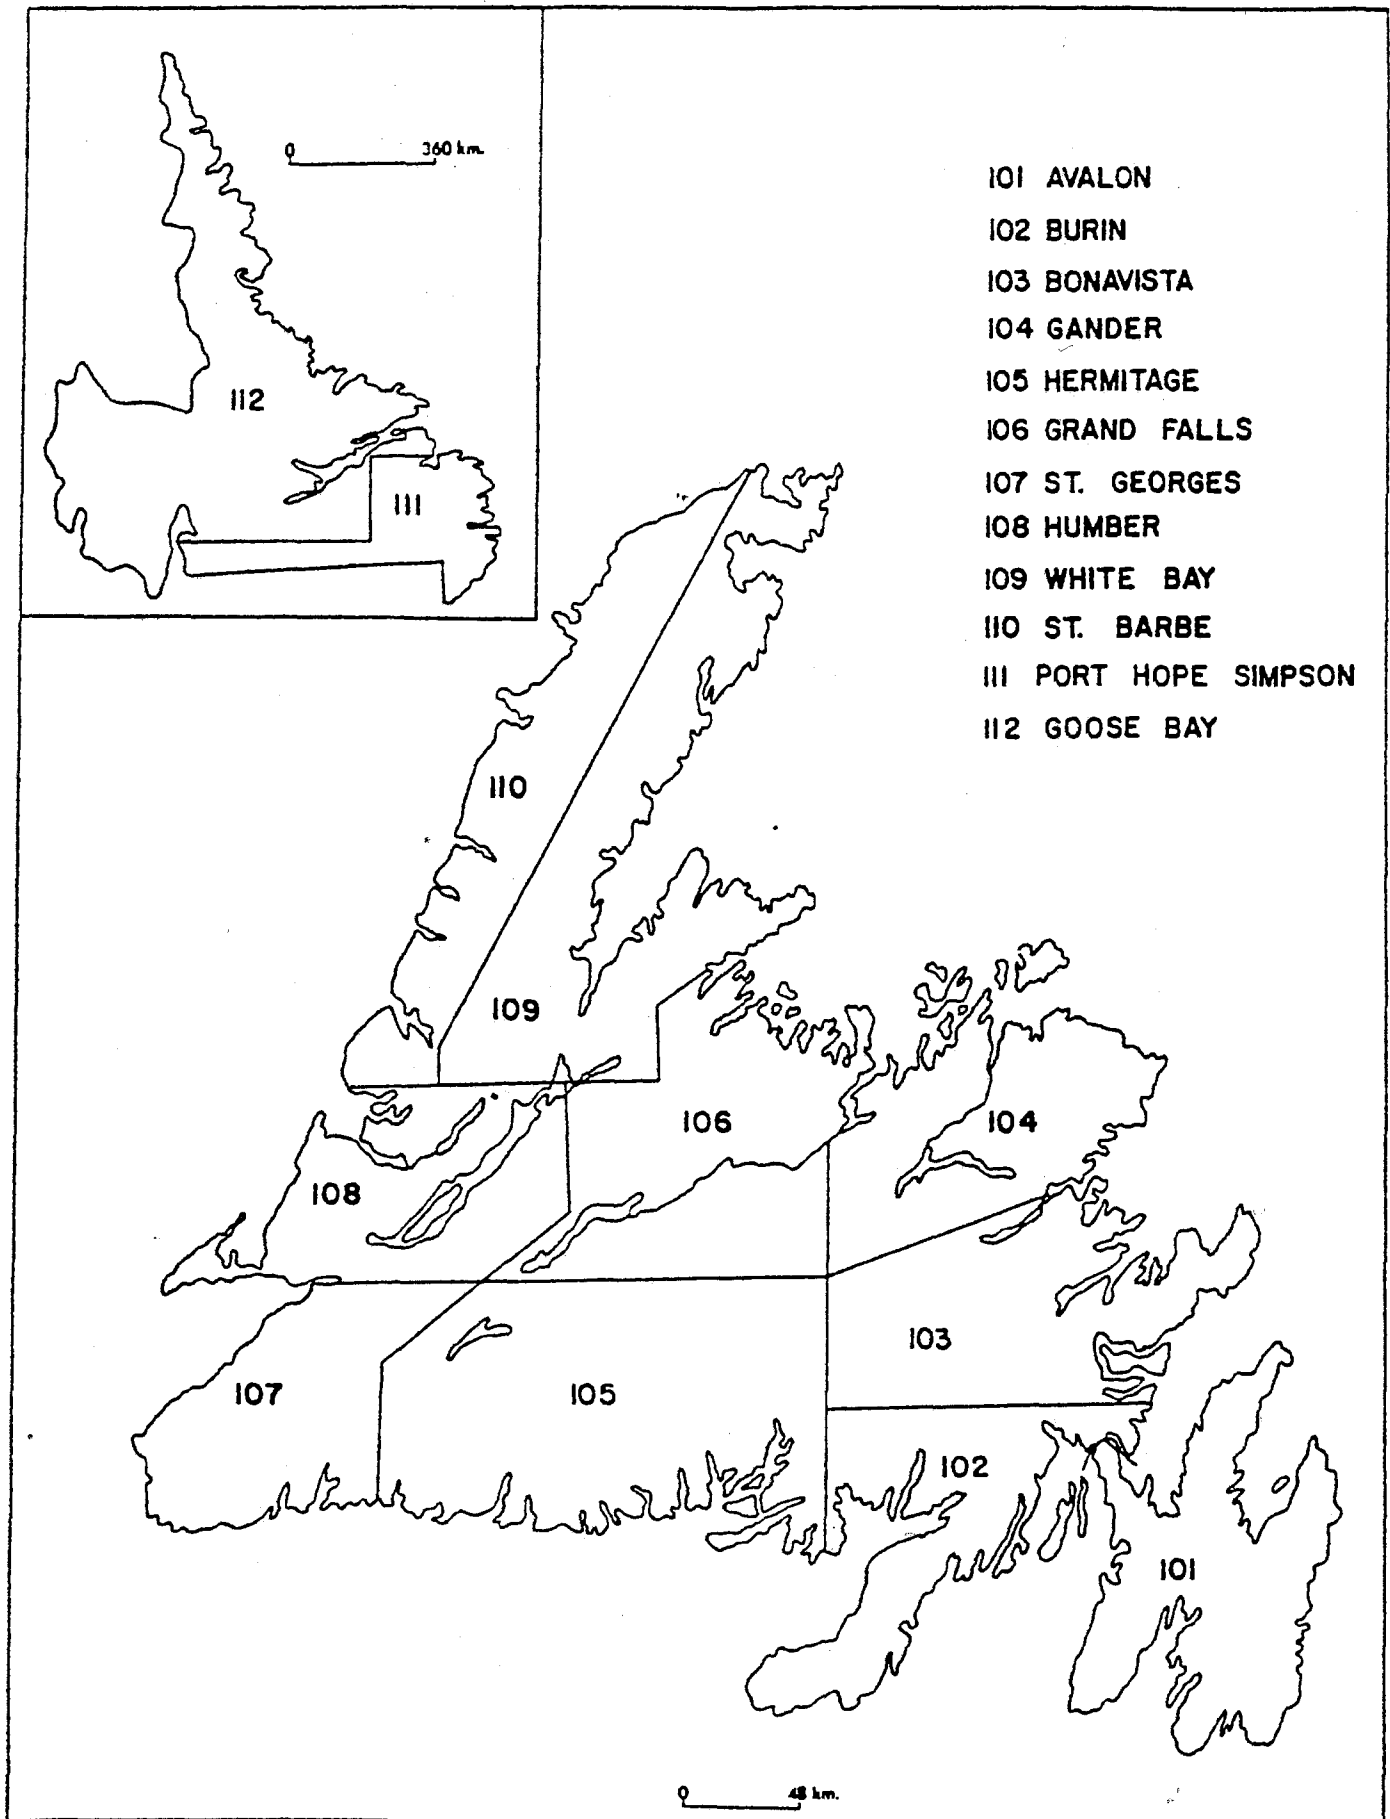 0 360 km.
112
111
101 AVALON
102 BURIN
103 BONAVISTA
104 GANDER
105 HERMITAGE
106 GRAND FALLS
107 ST. GEORGES
108 HUMBER
109 WHITE BAY
110 ST. BARBE
111 PORT HOPE SIMPSON
112 GOOSE BAY
110
109
106
104
108
103
107
105
102
101
0 48 km.